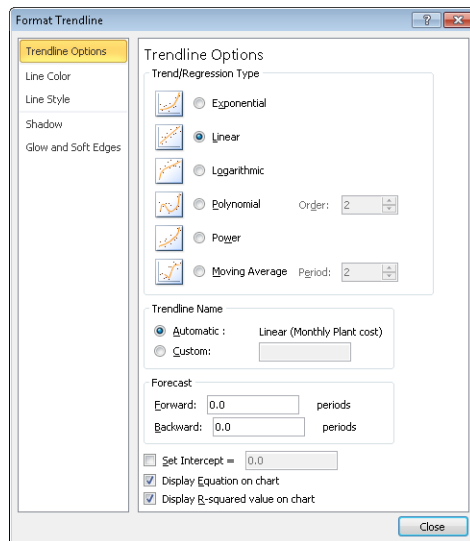 Format Trendline
Trendline Options
Line Color
Line Style
Shadow
Glow and Soft Edges
Trendline Options
Trend/Regression Type
Exponential
Linear
Logarithmic
Polynomial Order: 2
Power
Moving Average Period: 2
Trendline Name
Automatic : Linear (Monthly Plant cost)
Custom:
Forecast
Forward: 0.0 periods
Backward: 0.0 periods
Set Intercept = 0.0
Display Equation on chart
Display R-squared value on chart
Close